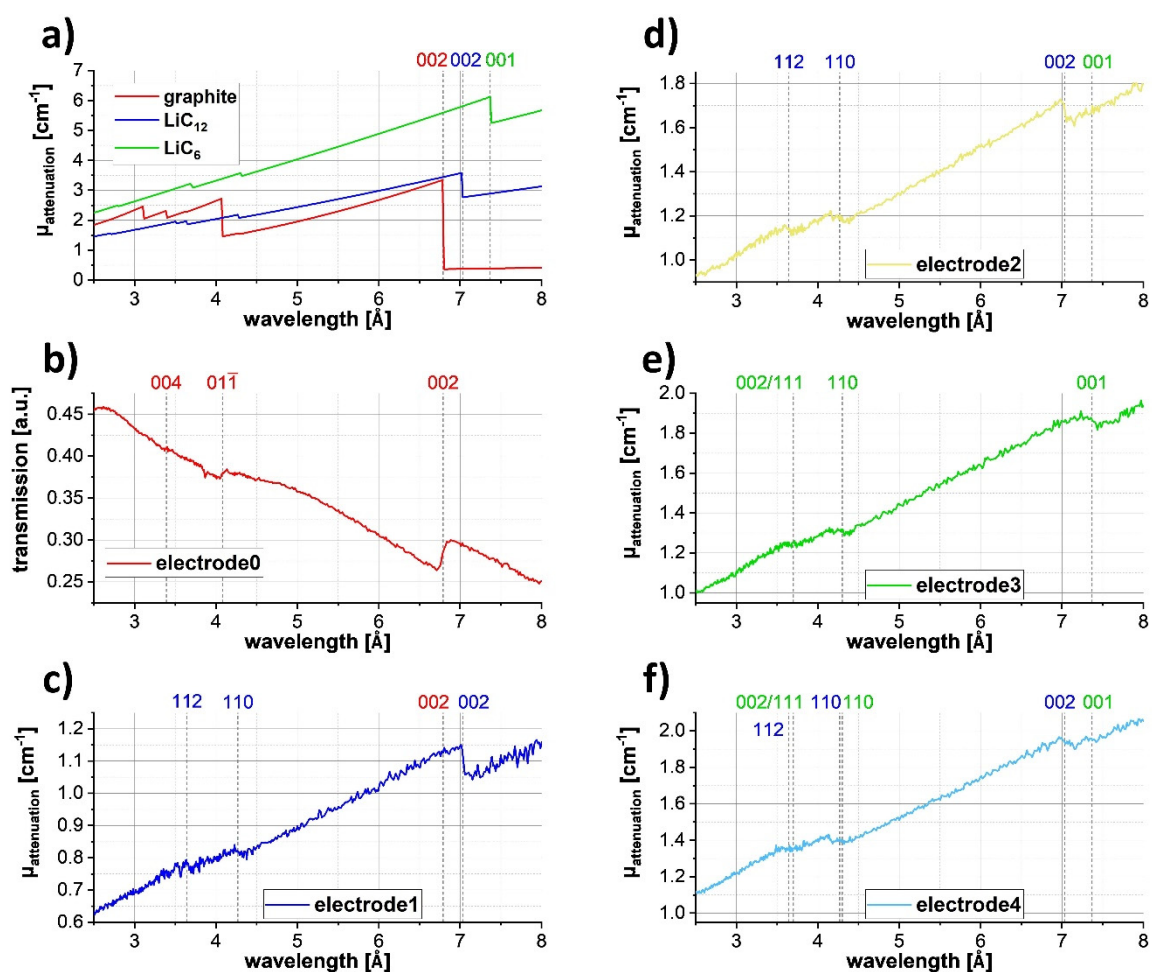 a)
002 002 001
7
6
5
4
3
2
1
0
graphite
LiC₁₂
LiC₆
μattenuation [cm⁻¹]
3 4 5 6 7 8
wavelength [Å]
b)
004 011̅ 002
0.45
0.40
0.35
0.30
0.25
transmission [a.u.]
electrode0
3 4 5 6 7 8
wavelength [Å]
c)
112 110 002 002
1.2
1.1
1.0
0.9
0.8
0.7
0.6
μattenuation [cm⁻¹]
electrode1
3 4 5 6 7 8
wavelength [Å]
d)
112 110 002 001
1.8
1.6
1.4
1.2
1.0
μattenuation [cm⁻¹]
electrode2
3 4 5 6 7 8
wavelength [Å]
e)
002/111 110 001
2.0
1.8
1.6
1.4
1.2
1.0
μattenuation [cm⁻¹]
electrode3
3 4 5 6 7 8
wavelength [Å]
f)
002/111 110 110 002 001
112
2.0
1.8
1.6
1.4
1.2
1.0
μattenuation [cm⁻¹]
electrode4
3 4 5 6 7 8
wavelength [Å]